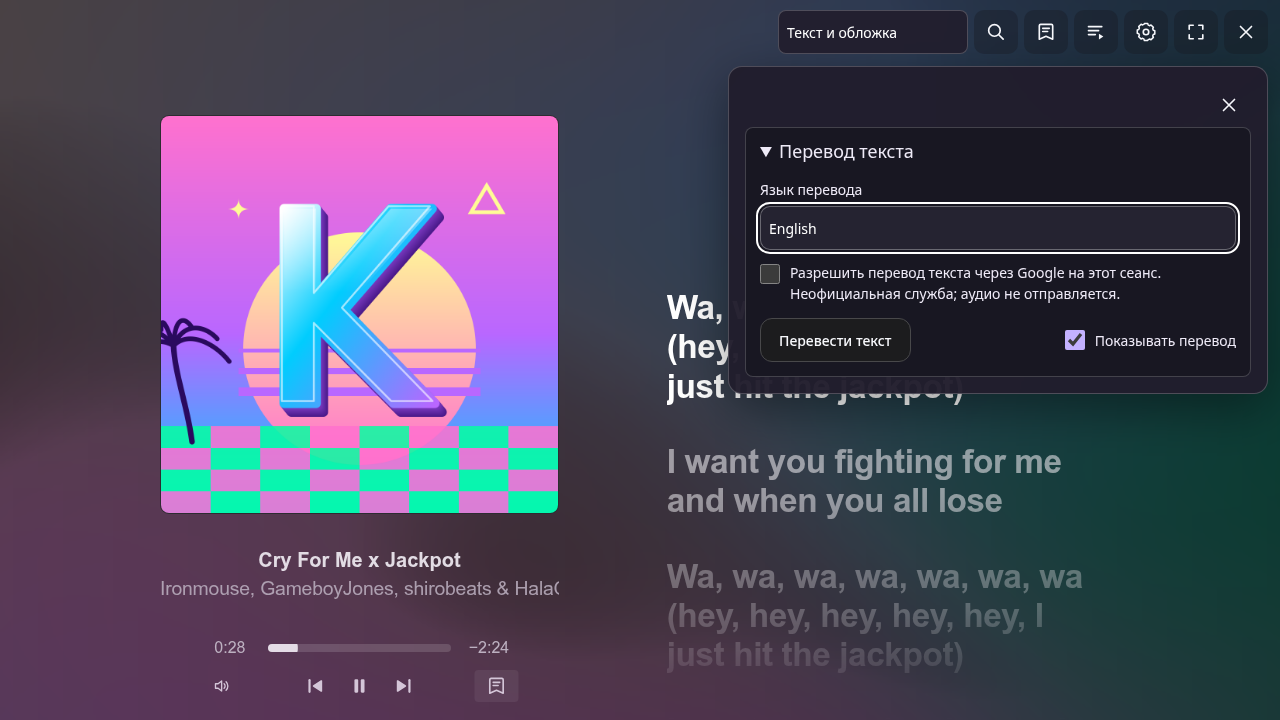 Текст и обложка
Перевод текста
Язык перевода
English
Разрешить перевод текста через Google на этот сеанс.
Неофициальная служба; аудио не отправляется.
Перевести текст
Показывать перевод
K
Cry For Me x Jackpot
Ironmouse, GameboyJones, shirobeats &
0:28
−2:24
Wa,
(hey,
just hit the jackpot)
I want you fighting for me
and when you all lose
Wa, wa, wa, wa, wa, wa, wa
(hey, hey, hey, hey, hey, I
just hit the jackpot)